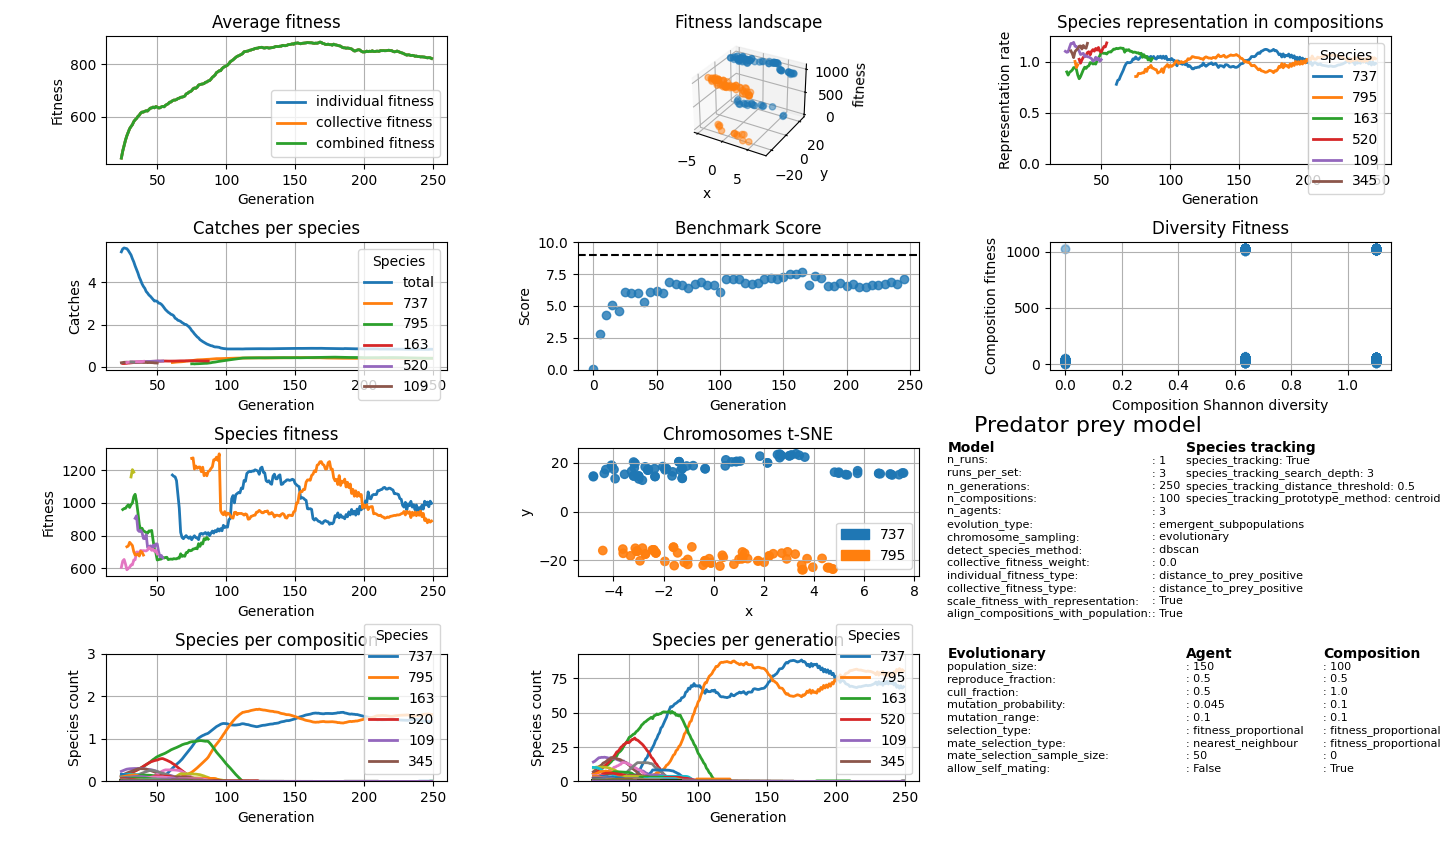 Average fitness
Fitness
800
600
individual fitness
collective fitness
combined fitness
50 100 150 200 250
Generation
Fitness landscape
1000
500
0
fitness
−5 0 5
x
−20 0 20
y
Species representation in compositions
Representation rate
1.0
0.5
0.0
Species
737
795
163
520
109
345
50 100 150
Generation
Catches per species
Catches
4
2
0
Species
total
737
795
163
520
109
50 100 150
Generation
Benchmark Score
Score
10.0
7.5
5.0
2.5
0.0
0 50 100 150 200 250
Generation
Diversity Fitness
Composition fitness
1000
500
0
0.0 0.2 0.4 0.6 0.8 1.0
Composition Shannon diversity
Species fitness
Fitness
1200
1000
800
600
50 100 150 200 250
Generation
Chromosomes t-SNE
y
20
0
−20
737
795
−4 −2 0 2 4 6 8
x
Predator prey model
Model
n_runs: : 1
runs_per_set: : 3
n_generations: : 250
n_compositions: : 100
n_agents: : 3
evolution_type: : emergent_subpopulations
chromosome_sampling: : evolutionary
detect_species_method: : dbscan
collective_fitness_weight: : 0.0
individual_fitness_type: : distance_to_prey_positive
collective_fitness_type: : distance_to_prey_positive
scale_fitness_with_representation: : True
align_compositions_with_population: : True
Species tracking
species_tracking: True
species_tracking_search_depth: 3
species_tracking_distance_threshold: 0.5
species_tracking_prototype_method: centroid
Species per composition
Species count
3
2
1
0
Species
737
795
163
520
109
345
50 100 150 200 250
Generation
Species per generation
Species count
75
50
25
0
Species
737
795
163
520
109
345
50 100 150 200 250
Generation
Evolutionary Agent Composition
population_size: : 150 : 100
reproduce_fraction: : 0.5 : 0.5
cull_fraction: : 0.5 : 1.0
mutation_probability: : 0.045 : 0.1
mutation_range: : 0.1 : 0.1
selection_type: : fitness_proportional : fitness_proportional
mate_selection_type: : nearest_neighbour : fitness_proportional
mate_selection_sample_size: : 50 : 0
allow_self_mating: : False : True